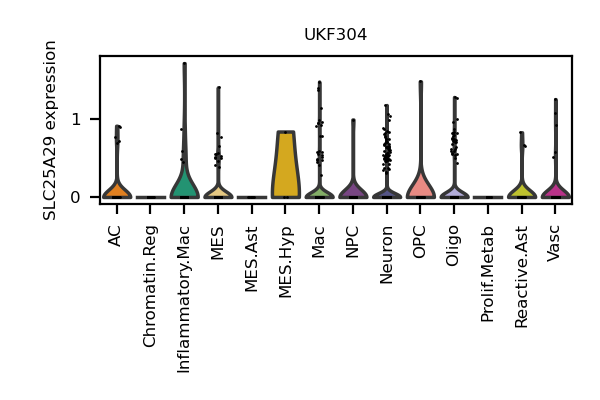 UKF304
SLC25A29 expression
1
0
AC
Chromatin.Reg
Inflammatory.Mac
MES
MES.Ast
MES.Hyp
Mac
NPC
Neuron
OPC
Oligo
Prolif.Metab
Reactive.Ast
Vasc